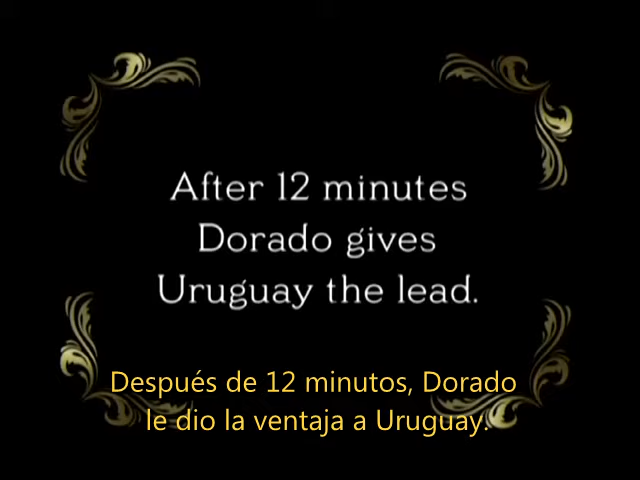 After 12 minutes
Dorado gives
Uruguay the lead.
Después de 12 minutos, Dorado
le dio la ventaja a Uruguay.